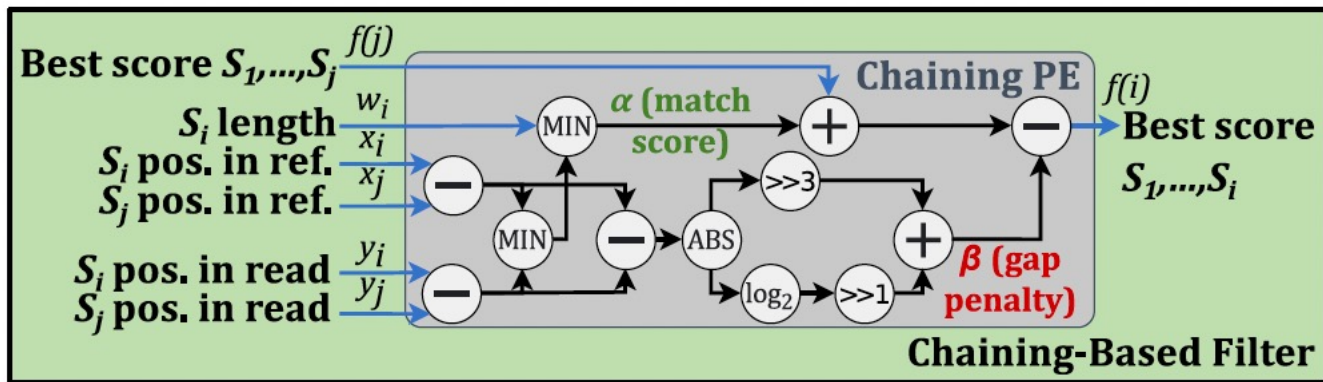 Best score S₁,...,Sⱼ f(j)
Sᵢ length wᵢ
Sᵢ pos. in ref. xᵢ
Sⱼ pos. in ref. xⱼ
Sᵢ pos. in read yᵢ
Sⱼ pos. in read yⱼ
Chaining PE
MIN
α (match
score)
+
−
f(i)
Best score
S₁,...,Sᵢ
−
>>3
MIN
−
ABS
+
−
log₂
>>1
β (gap
penalty)
Chaining-Based Filter